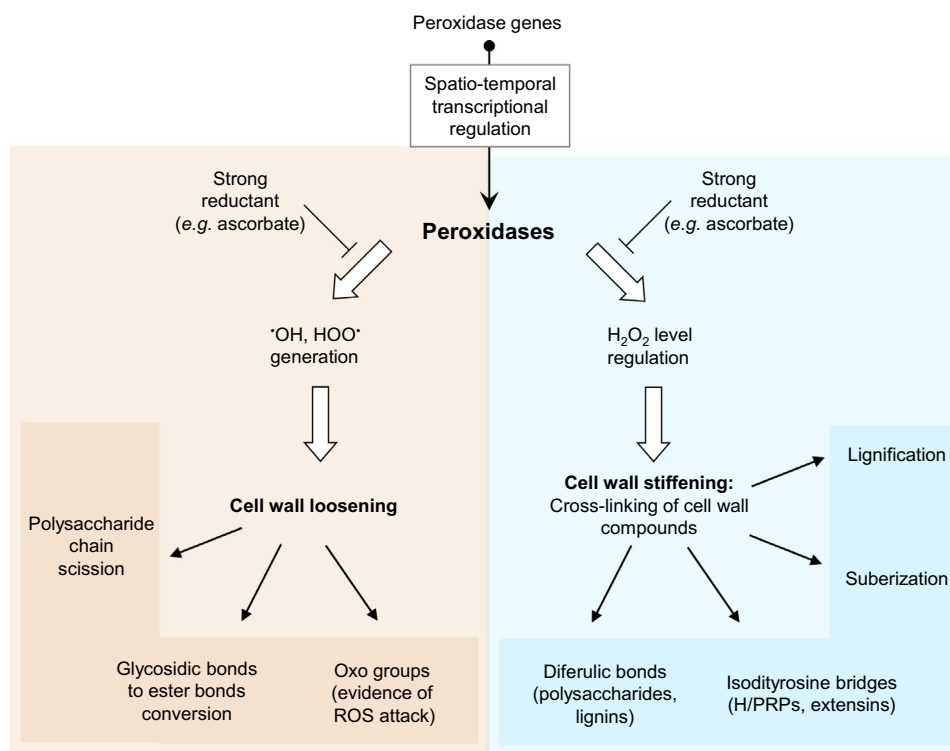 Peroxidase genes
Spatio-temporal
transcriptional
regulation
Strong
reductant
(e.g. ascorbate)
Strong
reductant
(e.g. ascorbate)
Peroxidases
•OH, HOO•
generation
H₂O₂ level
regulation
Cell wall loosening
Cell wall stiffening:
Cross-linking of cell wall
compounds
Lignification
Suberization
Polysaccharide
chain
scission
Glycosidic bonds
to ester bonds
conversion
Oxo groups
(evidence of
ROS attack)
Diferulic bonds
(polysaccharides,
lignins)
Isodityrosine bridges
(H/PRPs, extensins)